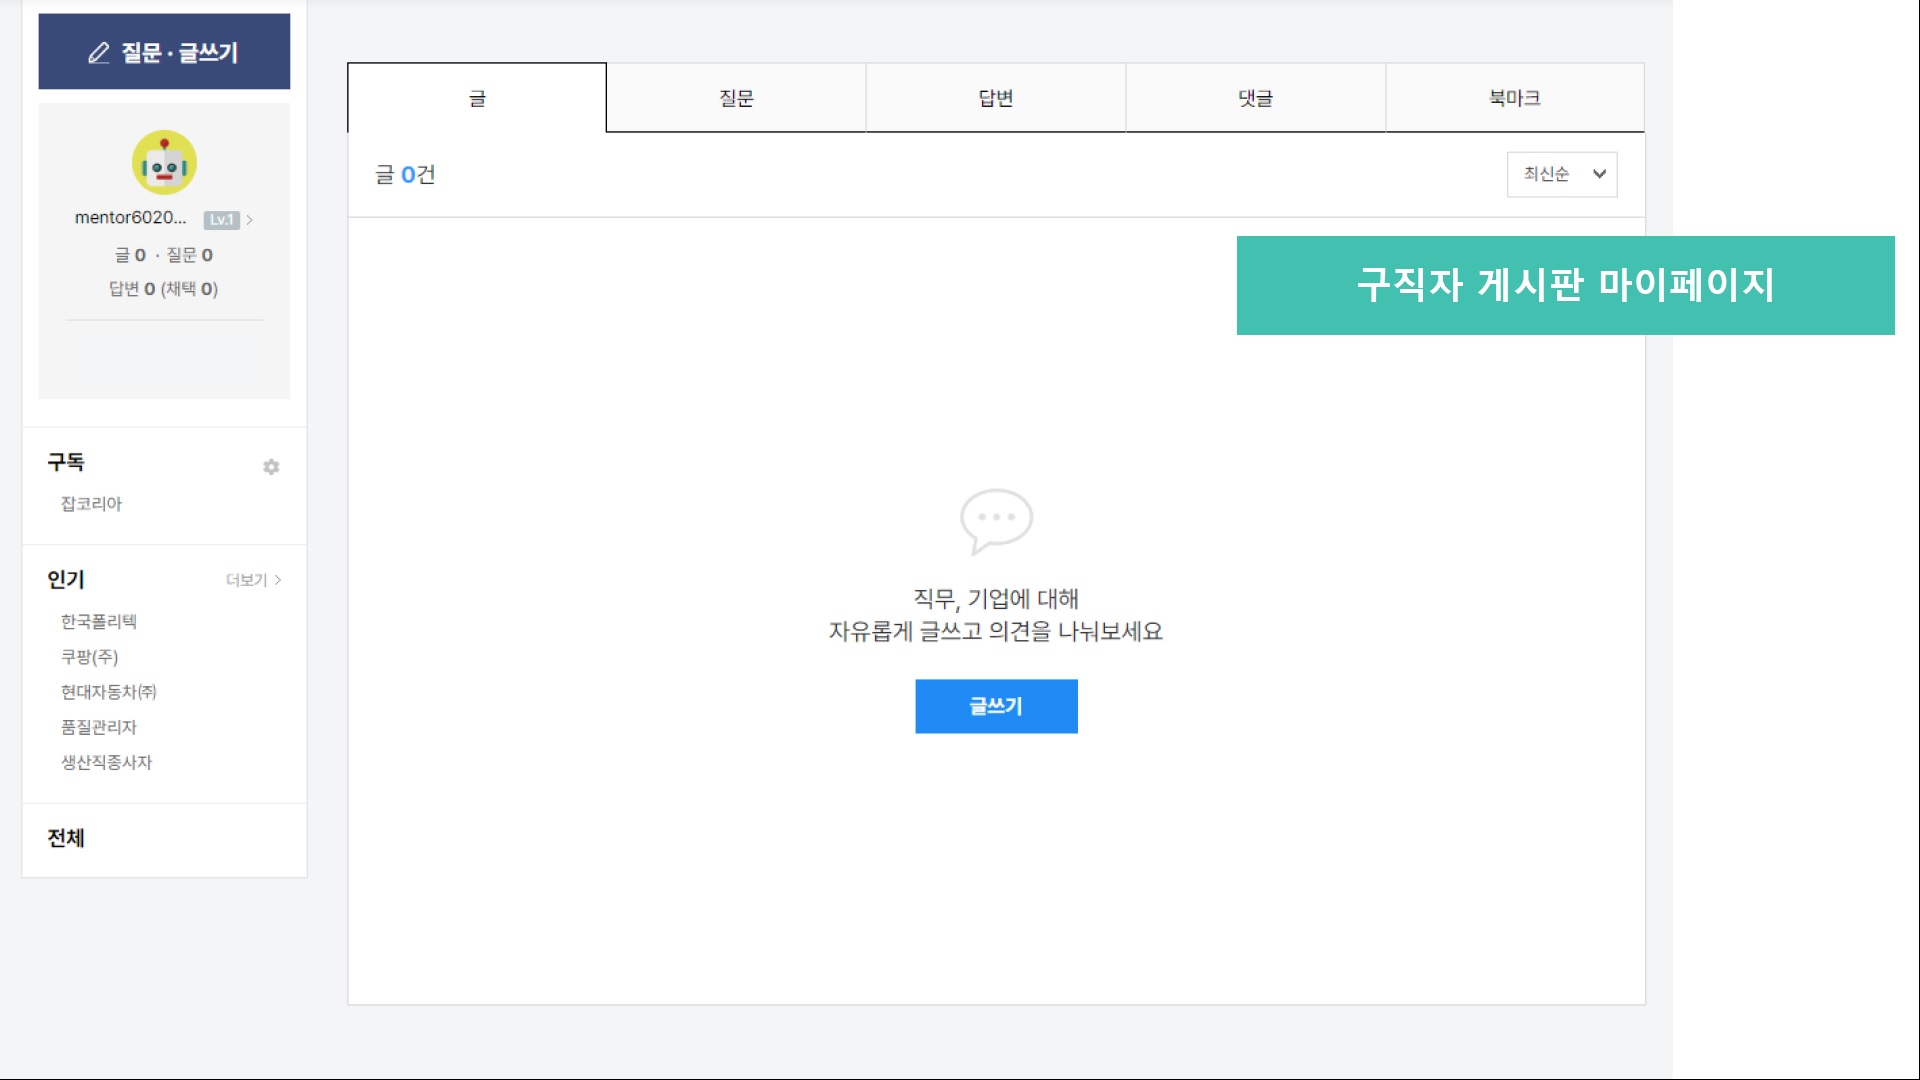 질문 · 글쓰기
mentor6020... Lv.1 >
글 0 · 질문 0
답변 0 (채택 0)
구독
잡코리아
인기 더보기 >
한국폴리텍
쿠팡(주)
현대자동차㈜
품질관리자
생산직종사자
전체
글 질문 답변 댓글 북마크
글 0건 최신순
구직자 게시판 마이페이지
직무, 기업에 대해
자유롭게 글쓰고 의견을 나눠보세요
글쓰기